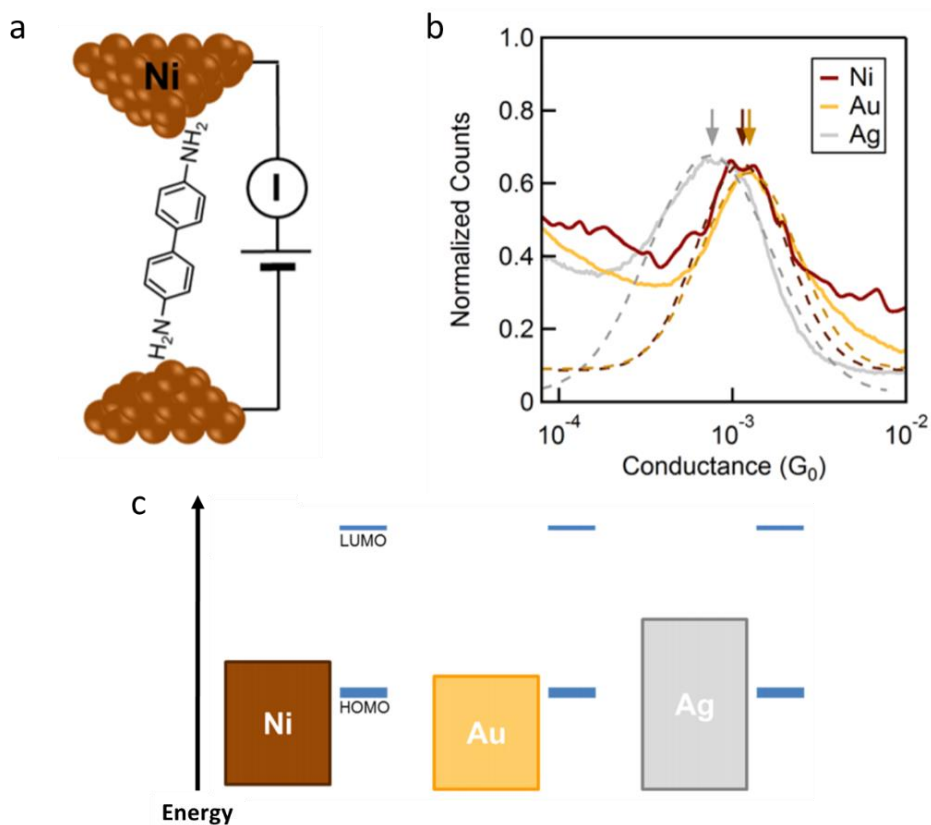 a
Ni
NH₂
H₂N
I
b
1.0
0.8
0.6
0.4
0.2
0
Normalized Counts
Ni
Au
Ag
10⁻⁴
10⁻³
10⁻²
Conductance (G₀)
c
LUMO
HOMO
Ni
Au
Ag
Energy